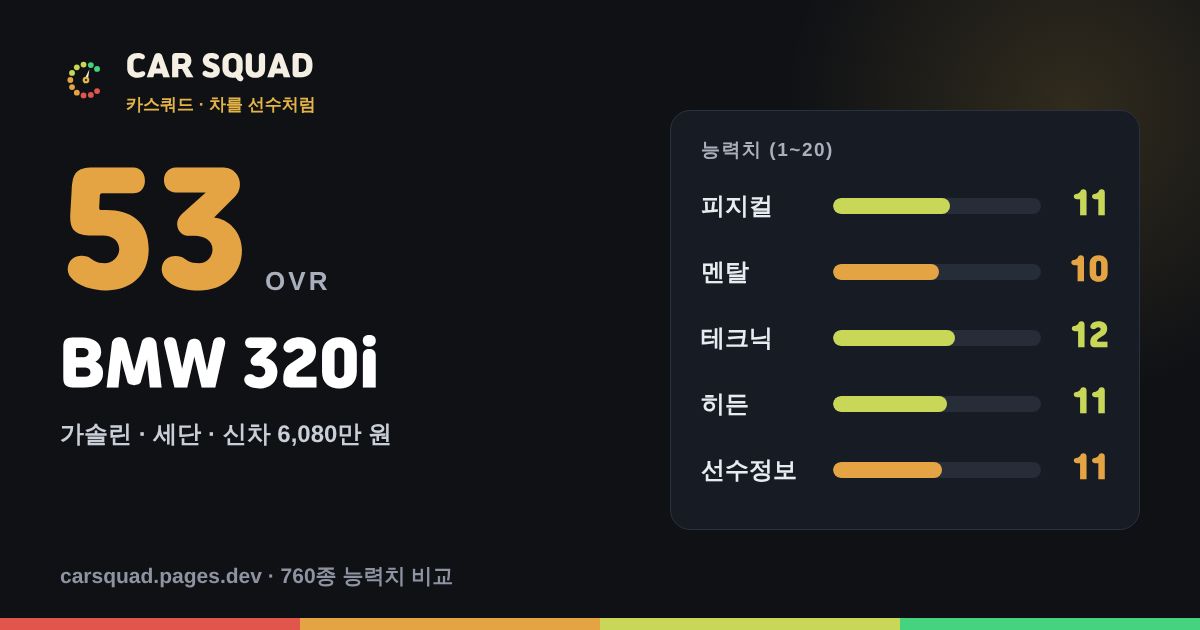 CAR SQUAD
카스쿼드 · 차를 선수처럼
53 OVR
BMW 320i
가솔린 · 세단 · 신차 6,080만 원
능력치 (1~20)
피지컬 11
멘탈 10
테크닉 12
히든 11
선수정보 11
carsquad.pages.dev · 760종 능력치 비교